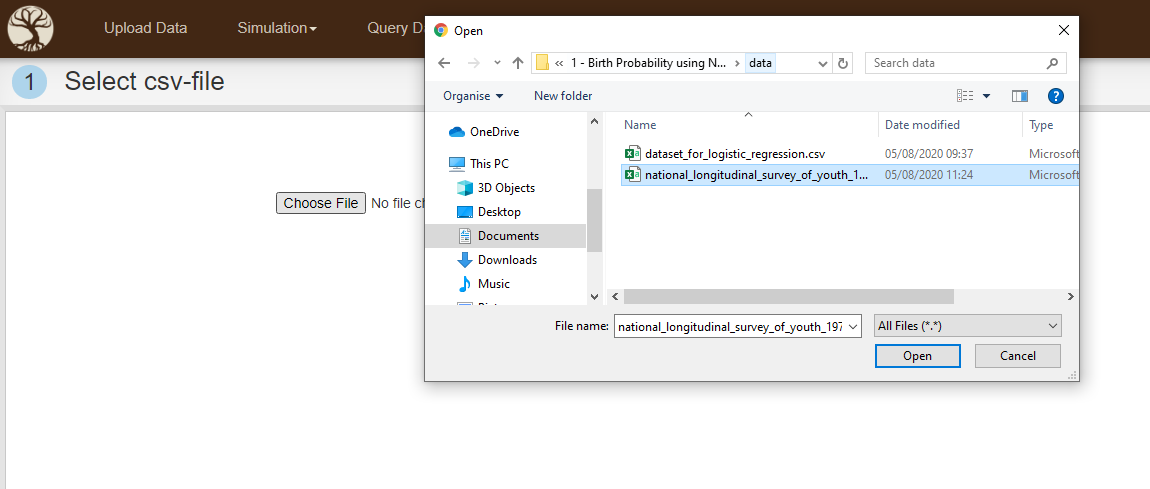 Upload Data
Simulation
Query D
1 Select csv-file
Choose File No file ch
Open
« 1 - Birth Probability using N... data
Search data
Organise New folder
OneDrive
This PC
3D Objects
Desktop
Documents
Downloads
Music
Name Date modified Type
dataset_for_logistic_regression.csv 05/08/2020 09:37 Microsoft
national_longitudinal_survey_of_youth_1... 05/08/2020 11:24 Microsoft
File name: national_longitudinal_survey_of_youth_197 All Files (*.*)
Open Cancel